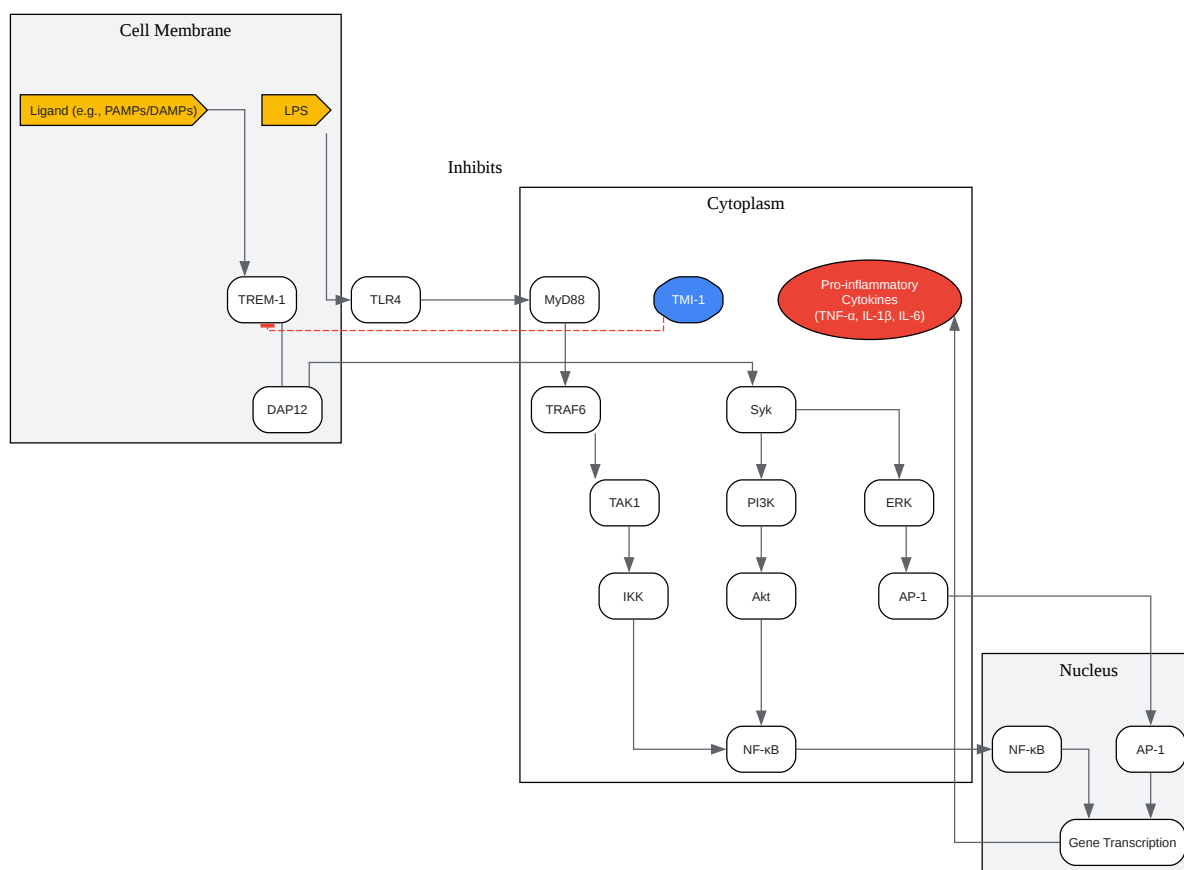 Cell Membrane
Ligand (e.g., PAMPs/DAMPs)
LPS
Inhibits
Cytoplasm
TREM-1
TLR4
MyD88
TMI-1
Pro-inflammatory
Cytokines
(TNF-α, IL-1β, IL-6)
DAP12
TRAF6
Syk
TAK1
PI3K
ERK
IKK
Akt
AP-1
Nucleus
NF-κB
NF-κB
AP-1
Gene Transcription